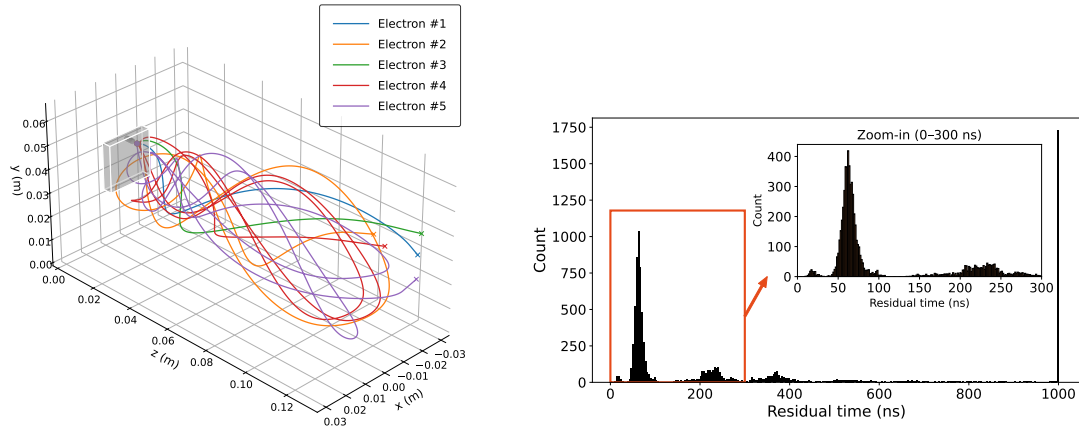 Electron #1
Electron #2
Electron #3
Electron #4
Electron #5
0.06
0.05
0.04
0.03
0.02
0.01
0.00
y (m)
0.00
0.02
0.04
0.06
0.08
0.10
0.12
z (m)
0.03
0.02
0.01
0.00
−0.01
−0.02
−0.03
x (m)
1750
1500
1250
1000
750
500
250
0
Count
0 200 400 600 800 1000
Residual time (ns)
Zoom-in (0–300 ns)
400
300
200
100
0
Count
0 50 100 150 200 250 300
Residual time (ns)